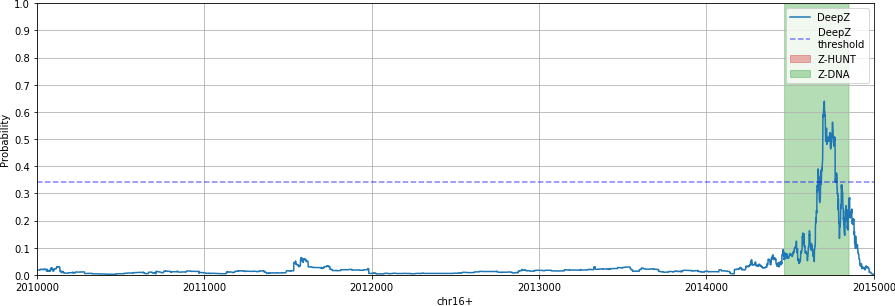 1.0
0.9
0.8
0.7
0.6
0.5
0.4
0.3
0.2
0.1
0.0
Probability
2010000
2011000
2012000
2013000
2014000
2015000
chr16+
DeepZ
DeepZ
threshold
Z-HUNT
Z-DNA